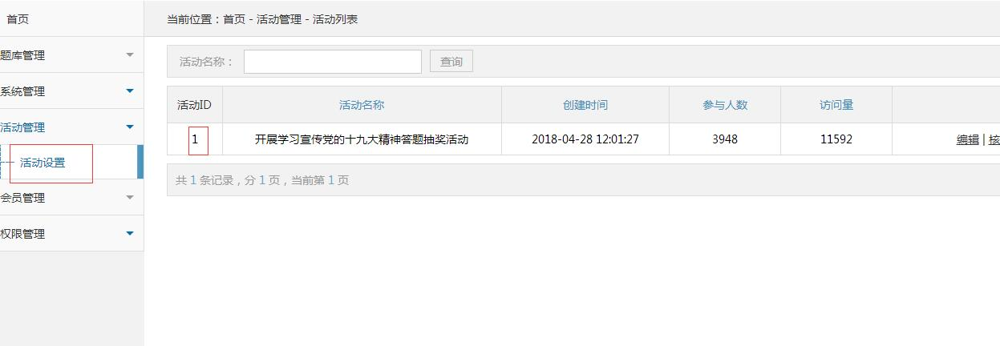 首页
题库管理
系统管理
活动管理
活动设置
会员管理
权限管理
当前位置：首页 - 活动管理 - 活动列表
活动名称： 查询
活动ID 活动名称 创建时间 参与人数 访问量
1 开展学习宣传党的十九大精神答题抽奖活动 2018-04-28 12:01:27 3948 11592 编辑 | 核
共 1 条记录，分 1 页，当前第 1 页